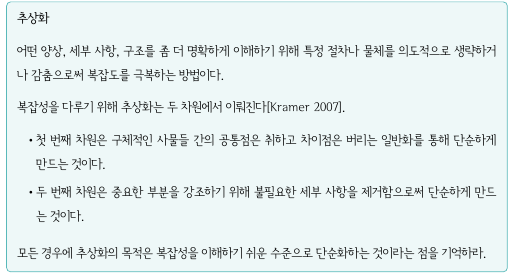 추상화
어떤 양상, 세부 사항, 구조를 좀 더 명확하게 이해하기 위해 특정 절차나 물체를 의도적으로 생략하거
나 감춤으로써 복잡도를 극복하는 방법이다.
복잡성을 다루기 위해 추상화는 두 차원에서 이뤄진다[Kramer 2007].
• 첫 번째 차원은 구체적인 사물들 간의 공통점은 취하고 차이점은 버리는 일반화를 통해 단순하게
만드는 것이다.
• 두 번째 차원은 중요한 부분을 강조하기 위해 불필요한 세부 사항을 제거함으로써 단순하게 만드
는 것이다.
모든 경우에 추상화의 목적은 복잡성을 이해하기 쉬운 수준으로 단순화하는 것이라는 점을 기억하라.